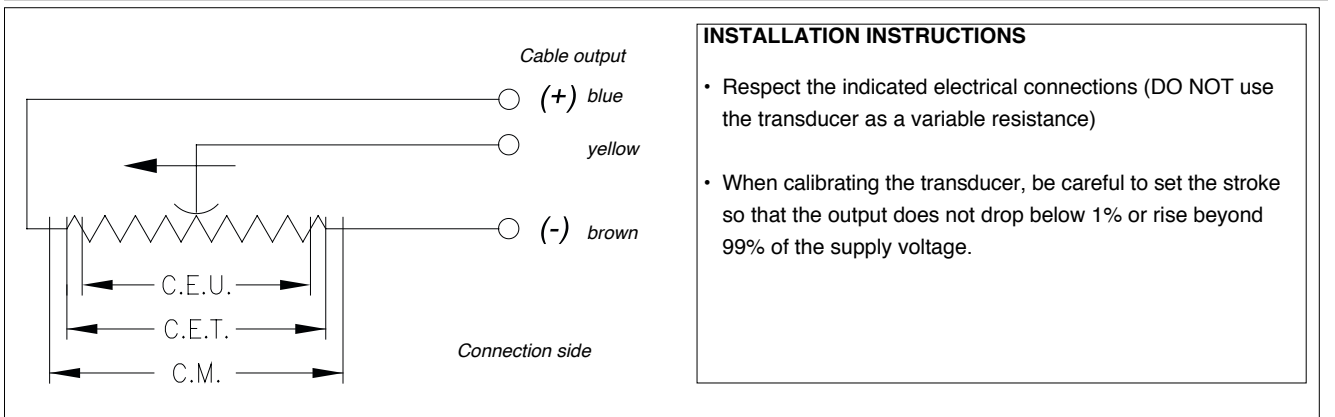 Cable output
(+) blue
yellow
(-) brown
C.E.U.
C.E.T.
C.M.
Connection side
INSTALLATION INSTRUCTIONS
• Respect the indicated electrical connections (DO NOT use
the transducer as a variable resistance)
• When calibrating the transducer, be careful to set the stroke
so that the output does not drop below 1% or rise beyond
99% of the supply voltage.